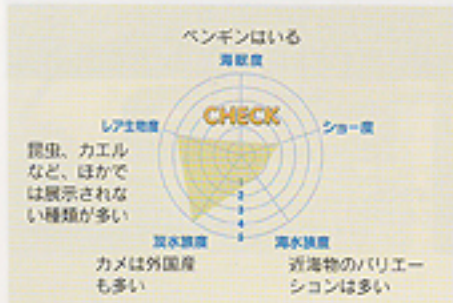 ペンギンはいる
海獣度
CHECK
レア生物度
ショー度
昆虫、カエル
など、ほかで
は展示されな
い種類が多い
1
2
3
4
5
淡水族度
海水族度
カメは外国産
も多い
近海物のバリエー
ションは多い